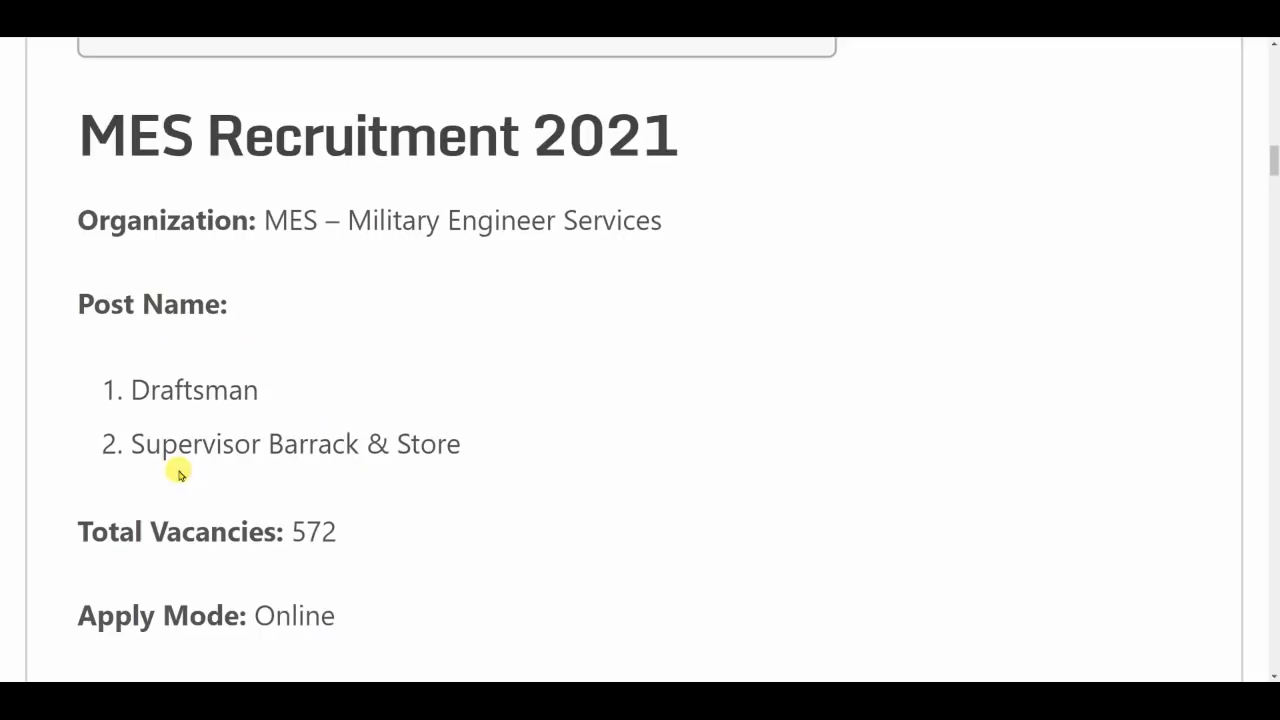 MES Recruitment 2021
Organization: MES – Military Engineer Services
Post Name:
1. Draftsman
2. Supervisor Barrack & Store
Total Vacancies: 572
Apply Mode: Online